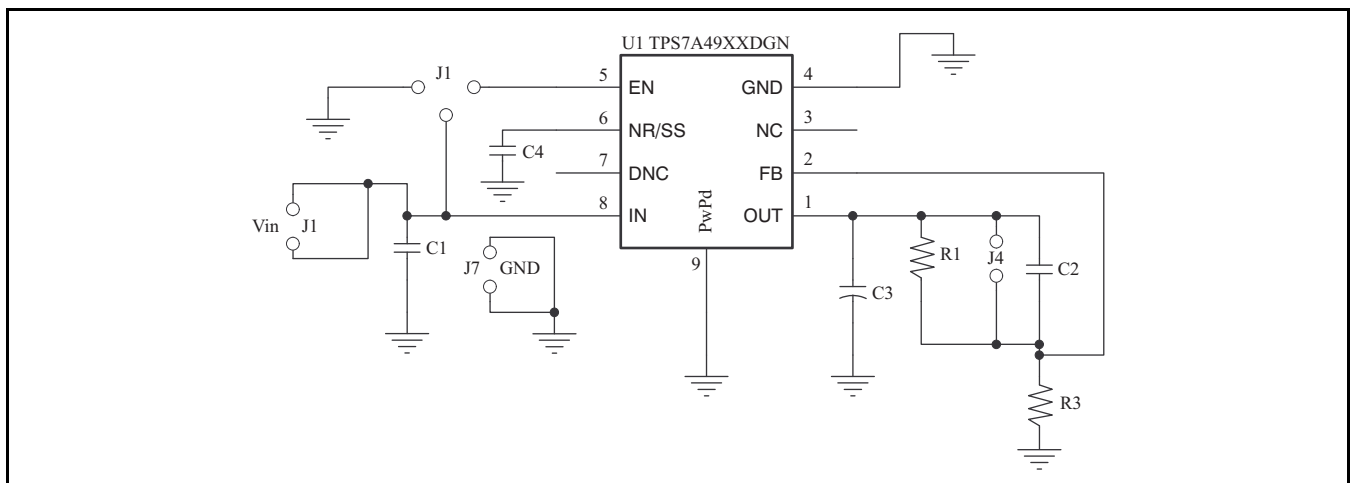 U1 TPS7A49XXDGN
J1
5
EN
GND
4
6
NR/SS
NC
3
C4
7
DNC
FB
2
Vin
J1
8
IN
PwPd
OUT
1
C1
J7
GND
9
C3
R1
J4
C2
R3